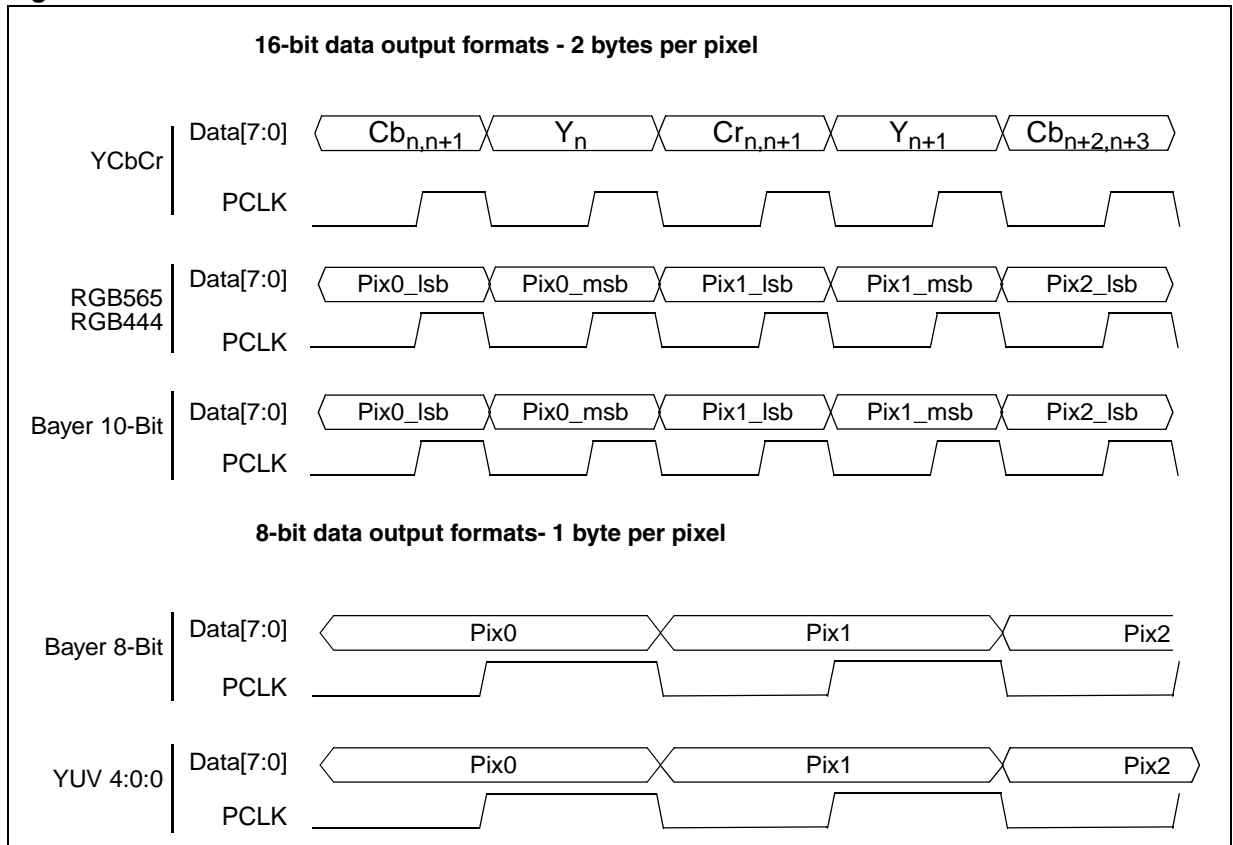 16-bit data output formats - 2 bytes per pixel
YCbCr
Data[7:0]
Cbn,n+1
Yn
Crn,n+1
Yn+1
Cbn+2,n+3
PCLK
RGB565
RGB444
Data[7:0]
Pix0_lsb
Pix0_msb
Pix1_lsb
Pix1_msb
Pix2_lsb
PCLK
Bayer 10-Bit
Data[7:0]
Pix0_lsb
Pix0_msb
Pix1_lsb
Pix1_msb
Pix2_lsb
PCLK
8-bit data output formats- 1 byte per pixel
Bayer 8-Bit
Data[7:0]
Pix0
Pix1
Pix2
PCLK
YUV 4:0:0
Data[7:0]
Pix0
Pix1
Pix2
PCLK